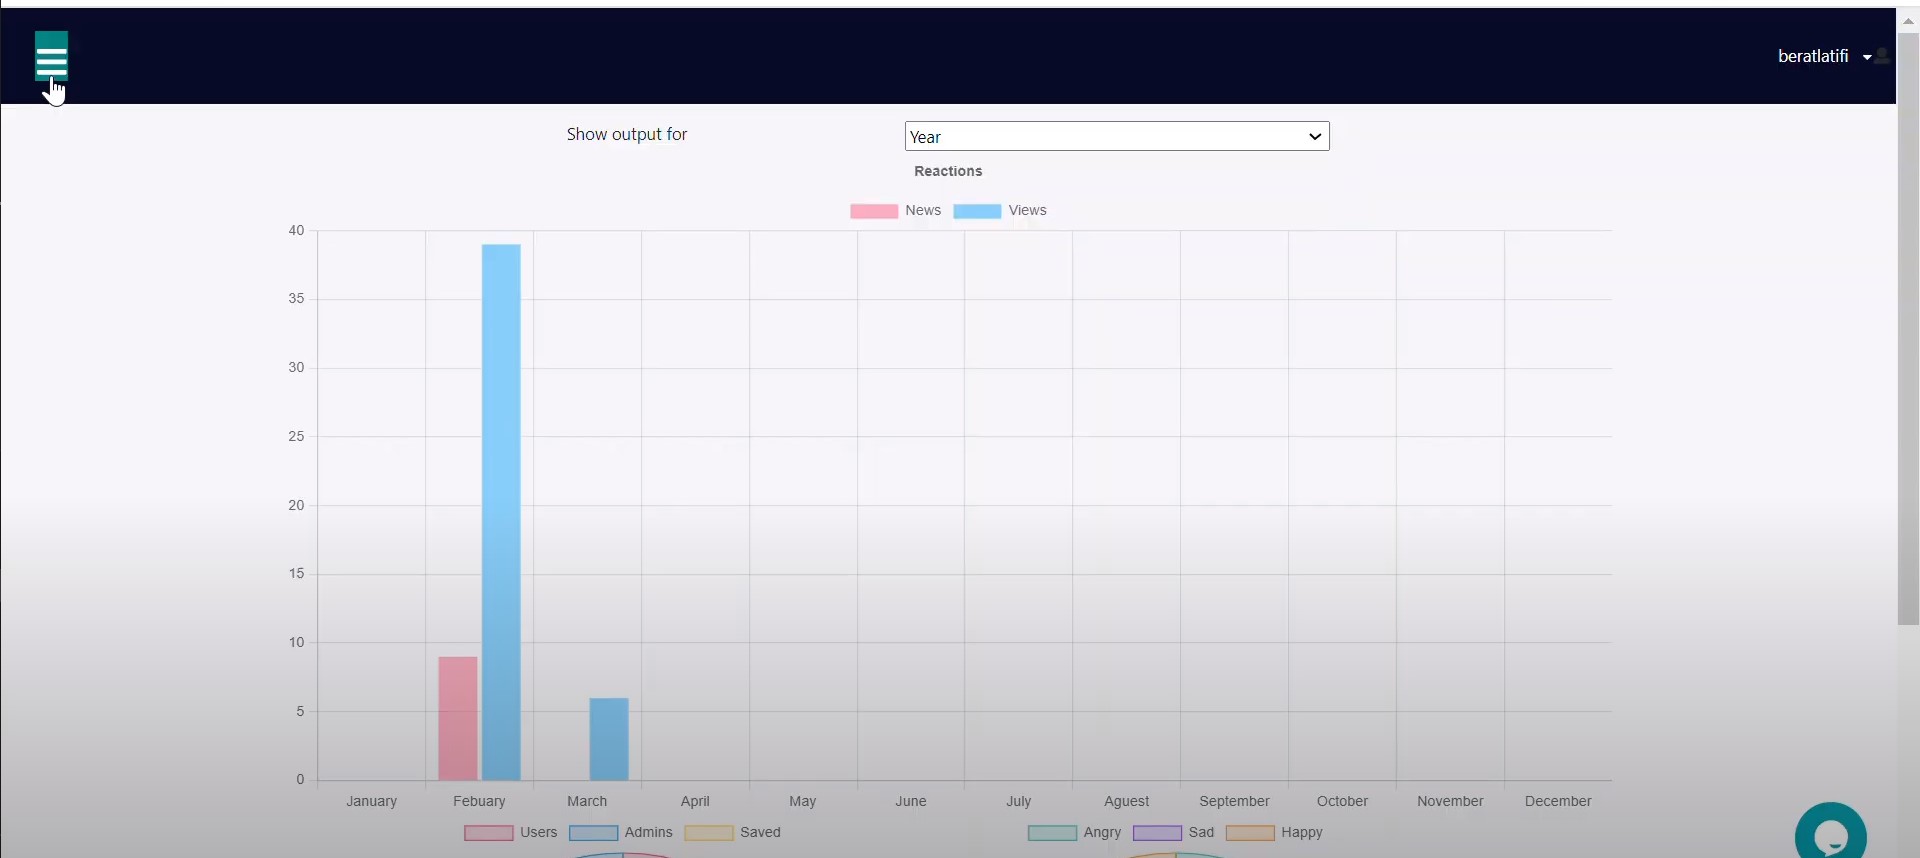 beratlatifi
Show output for
Year
Reactions
News Views
40
35
30
25
20
15
10
5
0
January Febuary March April May June July Aguest September October November December
Users Admins Saved Angry Sad Happy